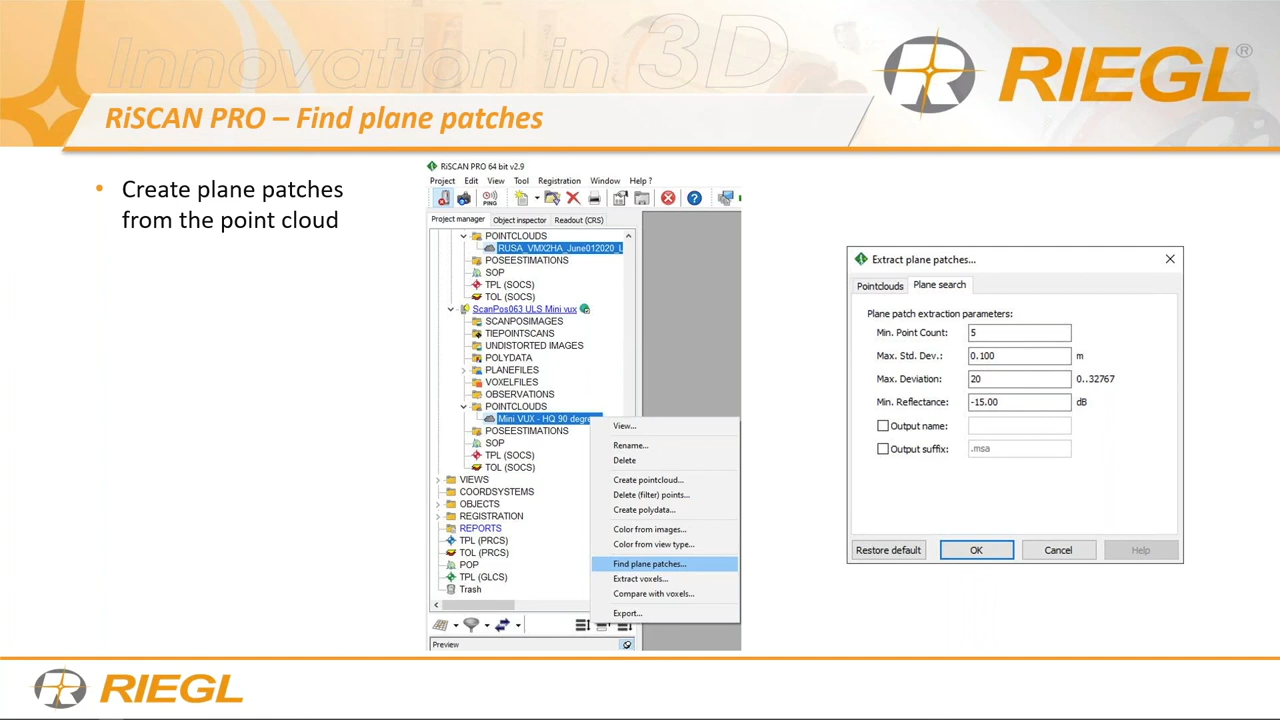 Innovation in 3D
RIEGL®
RiSCAN PRO – Find plane patches
• Create plane patches
from the point cloud
RiSCAN PRO 64 bit v2.9
Project Edit View Tool Registration Window Help ?
PING
Project manager Object inspector Readout (CRS)
POINTCLOUDS
RUSA_VMX2HA_June012020_L
POSEESTIMATIONS
SOP
TPL (SOCS)
TOL (SOCS)
ScanPos063 ULS Mini vux
SCANPOSIMAGES
TIEPOINTSCANS
UNDISTORTED IMAGES
POLYDATA
PLANEFILES
VOXELFILES
OBSERVATIONS
POINTCLOUDS
Mini VUX - HQ 90 degre
POSEESTIMATIONS
SOP
TPL (SOCS)
TOL (SOCS)
VIEWS
COORDSYSTEMS
OBJECTS
REGISTRATION
REPORTS
TPL (PRCS)
TOL (PRCS)
POP
TPL (GLCS)
Trash
Preview
View...
Rename...
Delete
Create pointcloud...
Delete (filter) points...
Create polydata...
Color from images...
Color from view type...
Find plane patches...
Extract voxels...
Compare with voxels...
Export...
Extract plane patches...
Pointclouds Plane search
Plane patch extraction parameters:
Min. Point Count: 5
Max. Std. Dev.: 0.100 m
Max. Deviation: 20 0..32767
Min. Reflectance: -15.00 dB
Output name:
Output suffix: .msa
Restore default OK Cancel Help
RIEGL